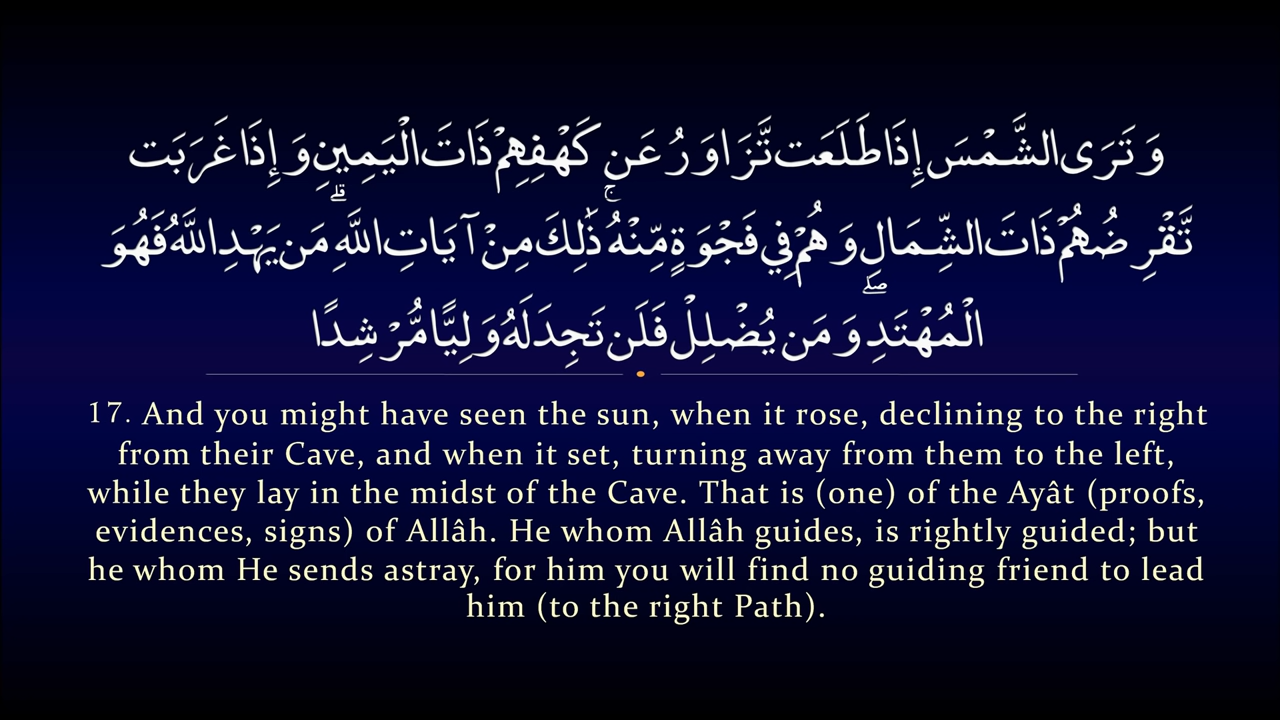 وَتَرَى الشَّمْسَ إِذَا طَلَعَت تَّزَاوَرُ عَن كَهْفِهِمْ ذَاتَ الْيَمِينِ وَإِذَا غَرَبَت
تَّقْرِضُهُمْ ذَاتَ الشِّمَالِ وَهُمْ فِي فَجْوَةٍ مِّنْهُ ۚ ذَٰلِكَ مِنْ آيَاتِ اللَّهِ ۗ مَن يَهْدِ اللَّهُ فَهُوَ
الْمُهْتَدِ ۖ وَمَن يُضْلِلْ فَلَن تَجِدَ لَهُ وَلِيًّا مُّرْشِدًا
17. And you might have seen the sun, when it rose, declining to the right
from their Cave, and when it set, turning away from them to the left,
while they lay in the midst of the Cave. That is (one) of the Ayât (proofs,
evidences, signs) of Allâh. He whom Allâh guides, is rightly guided; but
he whom He sends astray, for him you will find no guiding friend to lead
him (to the right Path).